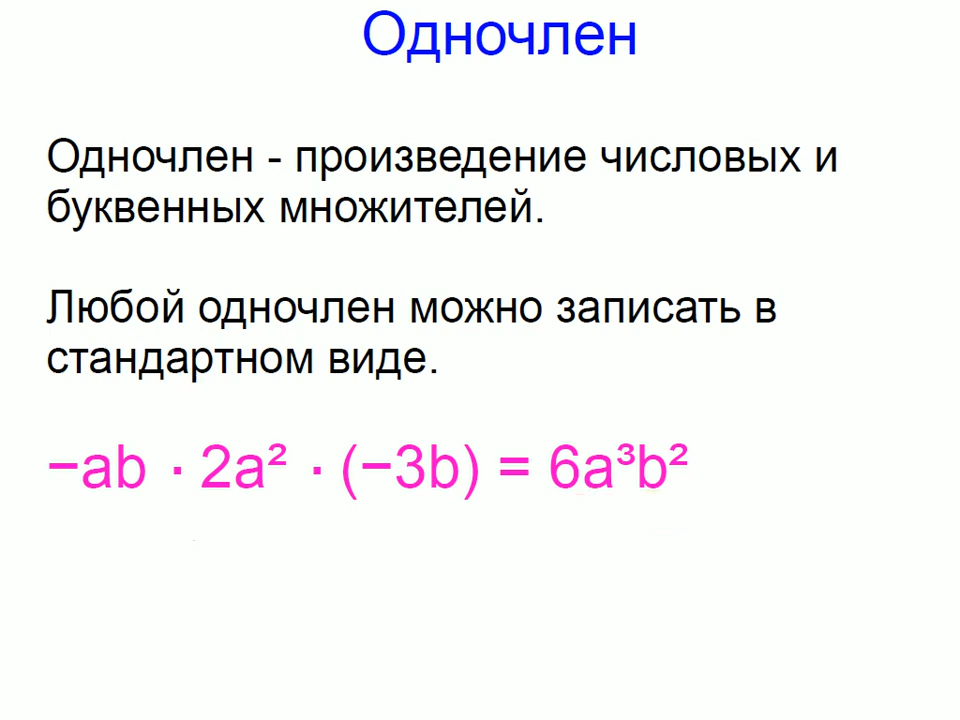 Одночлен
Одночлен - произведение числовых и
буквенных множителей.
Любой одночлен можно записать в
стандартном виде.
−ab · 2a² · (−3b) = 6a³b²